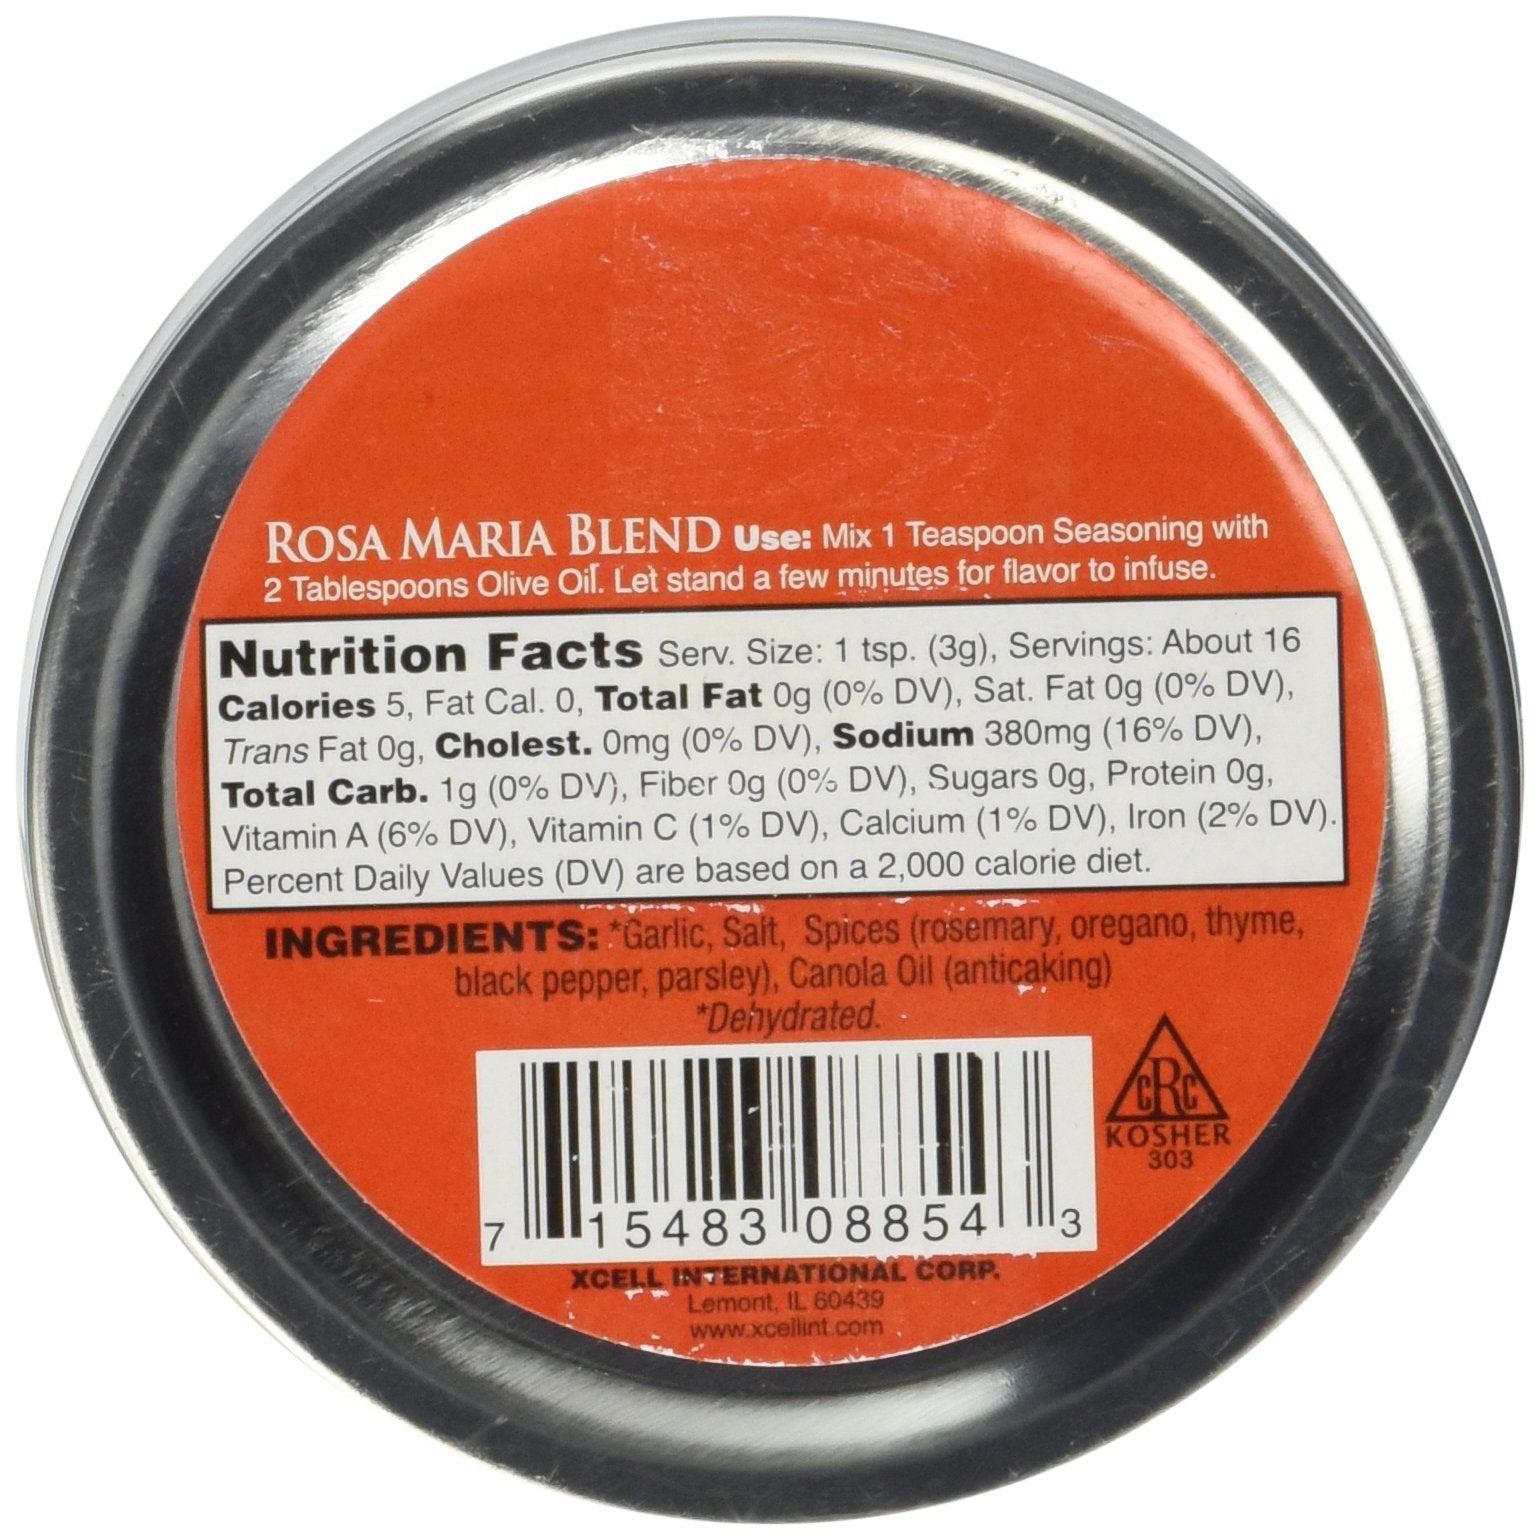 ROSA MARIA BLEND Use: Mix 1 Teaspoon Seasoning with
2 Tablespoons Olive Oil. Let stand a few minutes for flavor to infuse.
Nutrition Facts Serv. Size: 1 tsp. (3g), Servings: About 16
Calories 5, Fat Cal. 0, Total Fat 0g (0% DV), Sat. Fat 0g (0% DV),
Trans Fat 0g, Cholest. 0mg (0% DV), Sodium 380mg (16% DV),
Total Carb. 1g (0% DV), Fiber 0g (0% DV), Sugars 0g, Protein 0g,
Vitamin A (6% DV), Vitamin C (1% DV), Calcium (1% DV), Iron (2% DV).
Percent Daily Values (DV) are based on a 2,000 calorie diet.
INGREDIENTS: *Garlic, Salt, Spices (rosemary, oregano, thyme,
black pepper, parsley), Canola Oil (anticaking)
*Dehydrated.
cRc
KOSHER
303
7 15483 08854 3
XCELL INTERNATIONAL CORP.
Lemont, IL 60439
www.xcellint.com